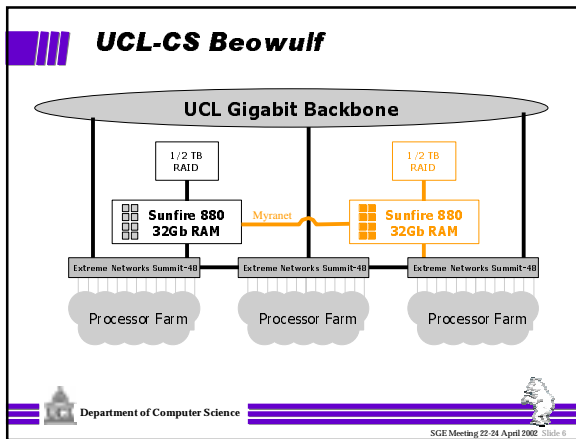 UCL-CS Beowulf
UCL Gigabit Backbone
1/2 TB
RAID
1/2 TB
RAID
Sunfire 880
32Gb RAM
Myranet
Sunfire 880
32Gb RAM
Extreme Networks Summit-48
Extreme Networks Summit-48
Extreme Networks Summit-48
Processor Farm
Processor Farm
Processor Farm
UCL
Department of Computer Science
SGE Meeting 22-24 April 2002 Slide 6